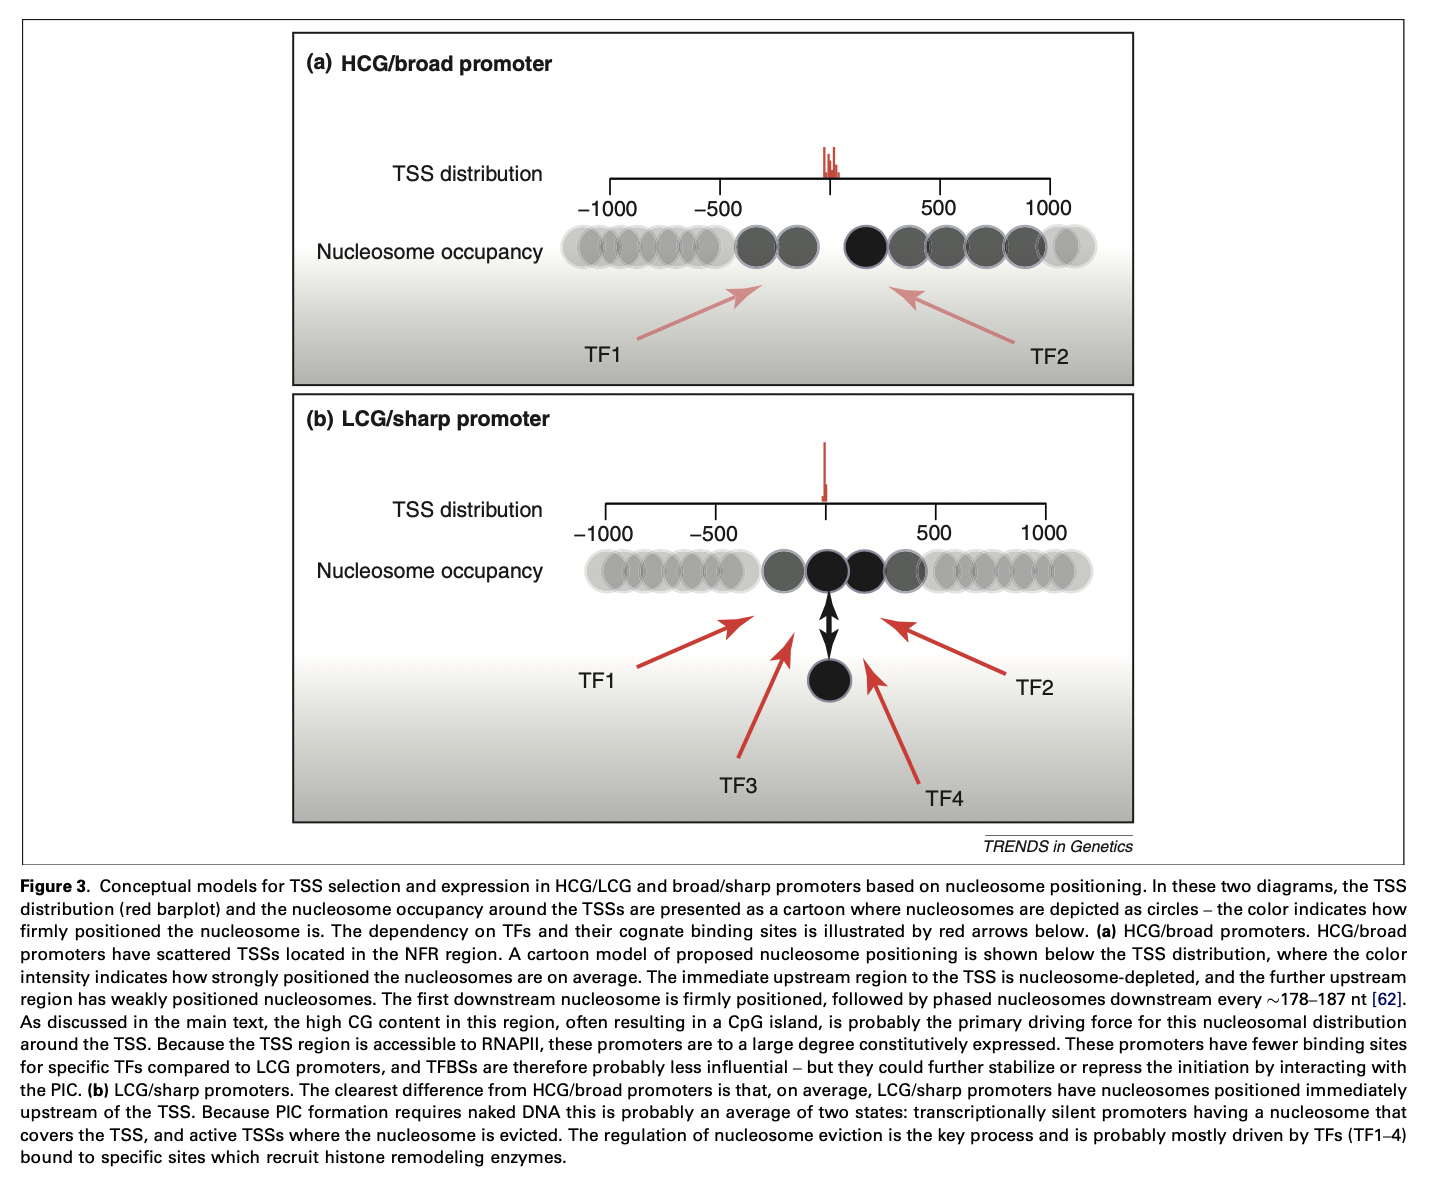 (a) HCG/broad promoter
TSS distribution
−1000 −500 500 1000
Nucleosome occupancy
TF1 TF2
(b) LCG/sharp promoter
TSS distribution
−1000 −500 500 1000
Nucleosome occupancy
TF1 TF2
TF3 TF4
TRENDS in Genetics
Figure 3. Conceptual models for TSS selection and expression in HCG/LCG and broad/sharp promoters based on nucleosome positioning. In these two diagrams, the TSS
distribution (red barplot) and the nucleosome occupancy around the TSSs are presented as a cartoon where nucleosomes are depicted as circles – the color indicates how
firmly positioned the nucleosome is. The dependency on TFs and their cognate binding sites is illustrated by red arrows below. (a) HCG/broad promoters. HCG/broad
promoters have scattered TSSs located in the NFR region. A cartoon model of proposed nucleosome positioning is shown below the TSS distribution, where the color
intensity indicates how strongly positioned the nucleosomes are on average. The immediate upstream region to the TSS is nucleosome-depleted, and the further upstream
region has weakly positioned nucleosomes. The first downstream nucleosome is firmly positioned, followed by phased nucleosomes downstream every ∼178–187 nt [62].
As discussed in the main text, the high CG content in this region, often resulting in a CpG island, is probably the primary driving force for this nucleosomal distribution
around the TSS. Because the TSS region is accessible to RNAPII, these promoters are to a large degree constitutively expressed. These promoters have fewer binding sites
for specific TFs compared to LCG promoters, and TFBSs are therefore probably less influential – but they could further stabilize or repress the initiation by interacting with
the PIC. (b) LCG/sharp promoters. The clearest difference from HCG/broad promoters is that, on average, LCG/sharp promoters have nucleosomes positioned immediately
upstream of the TSS. Because PIC formation requires naked DNA this is probably an average of two states: transcriptionally silent promoters having a nucleosome that
covers the TSS, and active TSSs where the nucleosome is evicted. The regulation of nucleosome eviction is the key process and is probably mostly driven by TFs (TF1–4)
bound to specific sites which recruit histone remodeling enzymes.